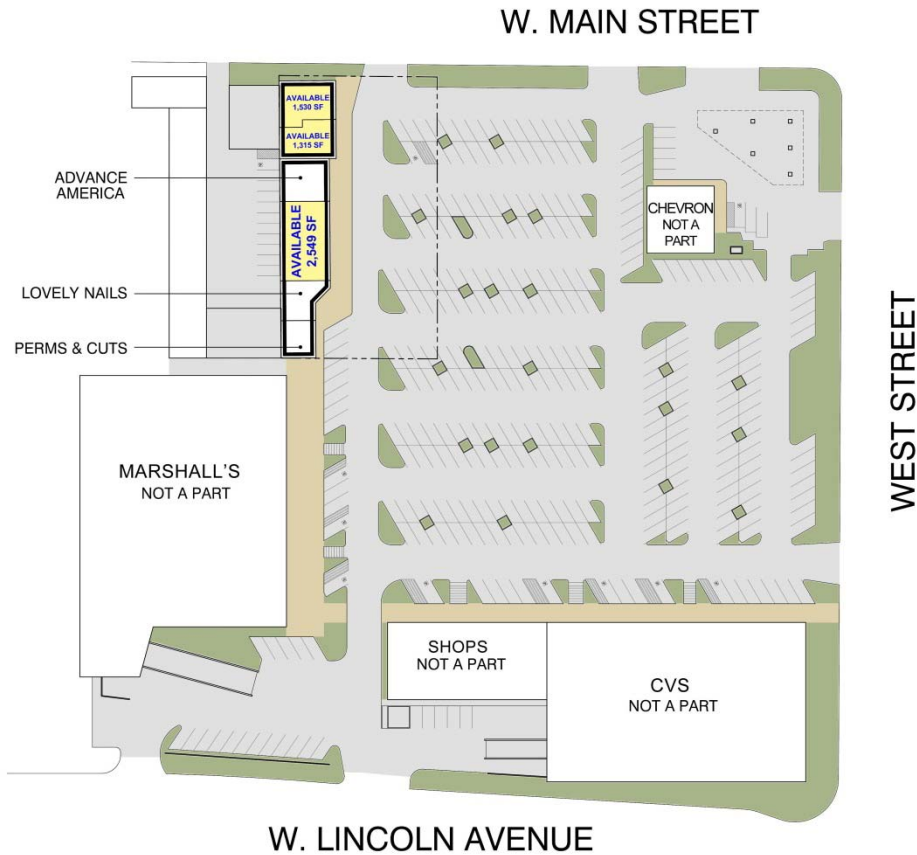 W. MAIN STREET
AVAILABLE
1,530 SF
AVAILABLE
1,315 SF
ADVANCE
AMERICA
AVAILABLE
2,549 SF
LOVELY NAILS
PERMS & CUTS
CHEVRON
NOT A
PART
WEST STREET
MARSHALL'S
NOT A PART
SHOPS
NOT A PART
CVS
NOT A PART
W. LINCOLN AVENUE